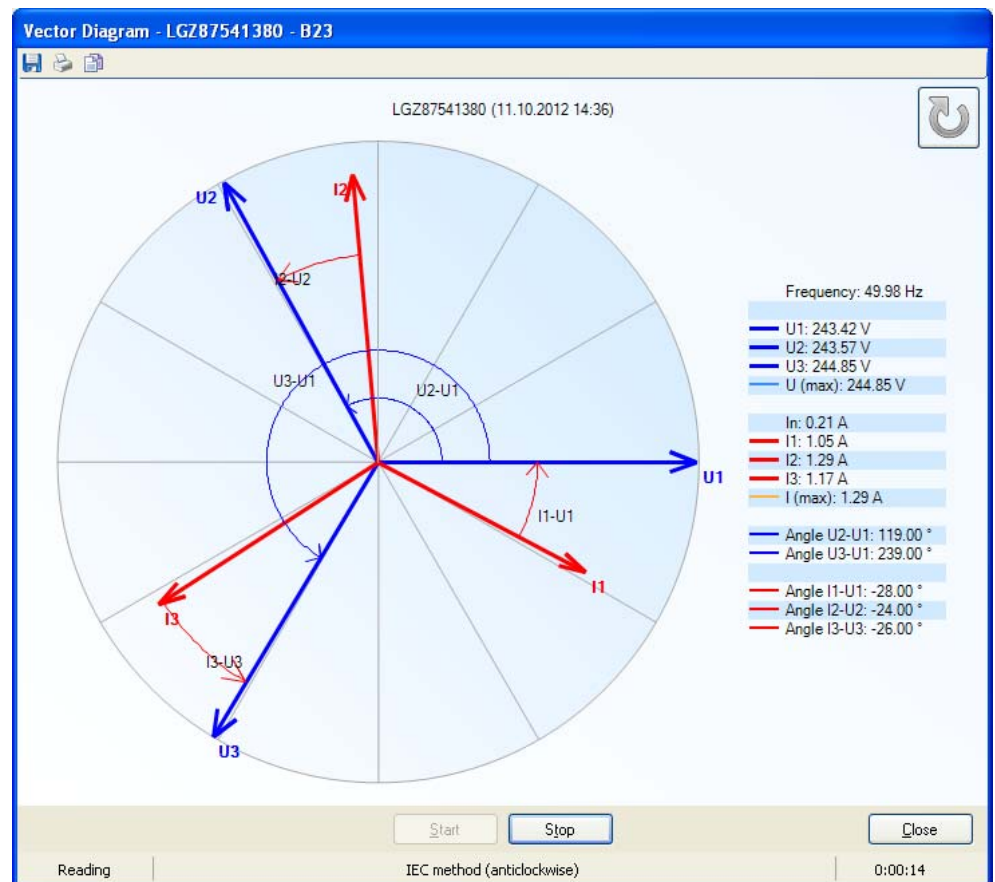 Vector Diagram - LGZ87541380 - B23
LGZ87541380 (11.10.2012 14:36)
U2
I2
I2-U2
U3-U1
U2-U1
U1
I1-U1
I1
I3
I3-U3
U3
Frequency: 49.98 Hz
U1: 243.42 V
U2: 243.57 V
U3: 244.85 V
U (max): 244.85 V
In: 0.21 A
I1: 1.05 A
I2: 1.29 A
I3: 1.17 A
I (max): 1.29 A
Angle U2-U1: 119.00 °
Angle U3-U1: 239.00 °
Angle I1-U1: -28.00 °
Angle I2-U2: -24.00 °
Angle I3-U3: -26.00 °
Start
Stop
Close
Reading
IEC method (anticlockwise)
0:00:14